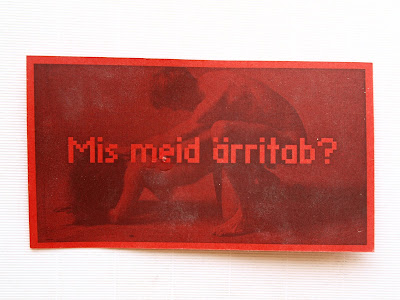 Mis meid ärritab?